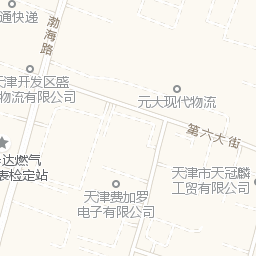 通快递
渤海路
天津开发区盛
物流有限公司
元大现代物流
第六大街
达燃气
表检定站
天津市天冠麟
工贸有限公司
天津费加罗
电子有限公司